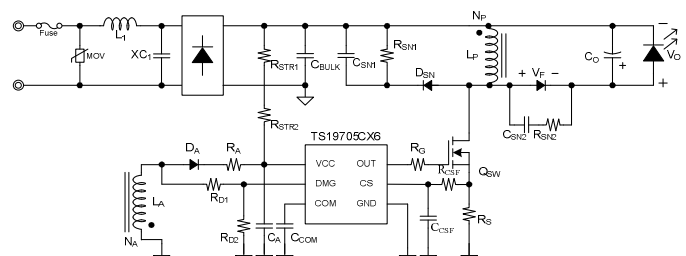 Fuse
L1
MOV
XC1
RSTR1
CBULK
CSN1
RSN1
DSN
NP
LP
+ VF −
CO
+
−
VO
+
CSN2
RSN2
RSTR2
TS19705CX6
DA
RA
VCC
OUT
RG
QSW
RD1
DMG
CS
RCSF
LA
COM
GND
RD2
CA
CCOM
CCSF
RS
NA